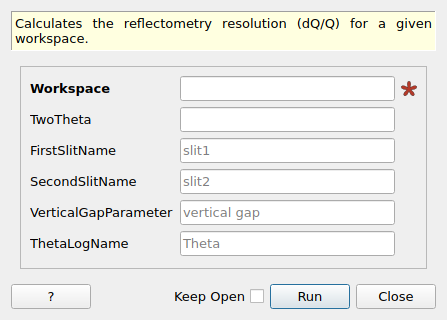 Calculates the reflectometry resolution (dQ/Q) for a given
workspace.
Workspace
TwoTheta
FirstSlitName slit1
SecondSlitName slit2
VerticalGapParameter vertical gap
ThetaLogName Theta
? Keep Open Run Close